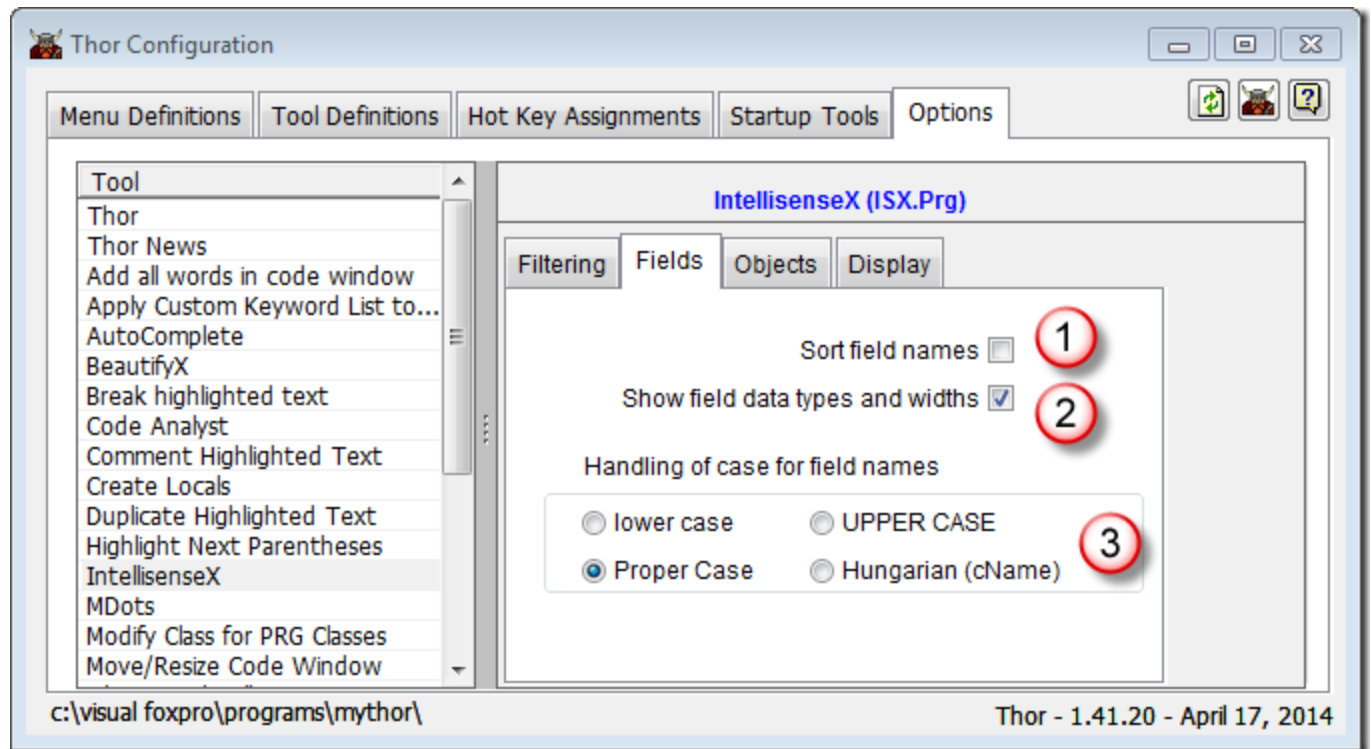 Thor Configuration
Menu Definitions
Tool Definitions
Hot Key Assignments
Startup Tools
Options
Tool
Thor
Thor News
Add all words in code window
Apply Custom Keyword List to...
AutoComplete
BeautifyX
Break highlighted text
Code Analyst
Comment Highlighted Text
Create Locals
Duplicate Highlighted Text
Highlight Next Parentheses
IntellisenseX
MDots
Modify Class for PRG Classes
Move/Resize Code Window
IntellisenseX (ISX.Prg)
Filtering
Fields
Objects
Display
Sort field names
1
Show field data types and widths
2
Handling of case for field names
lower case
UPPER CASE
Proper Case
Hungarian (cName)
3
c:\visual foxpro\programs\mythor\
Thor - 1.41.20 - April 17, 2014